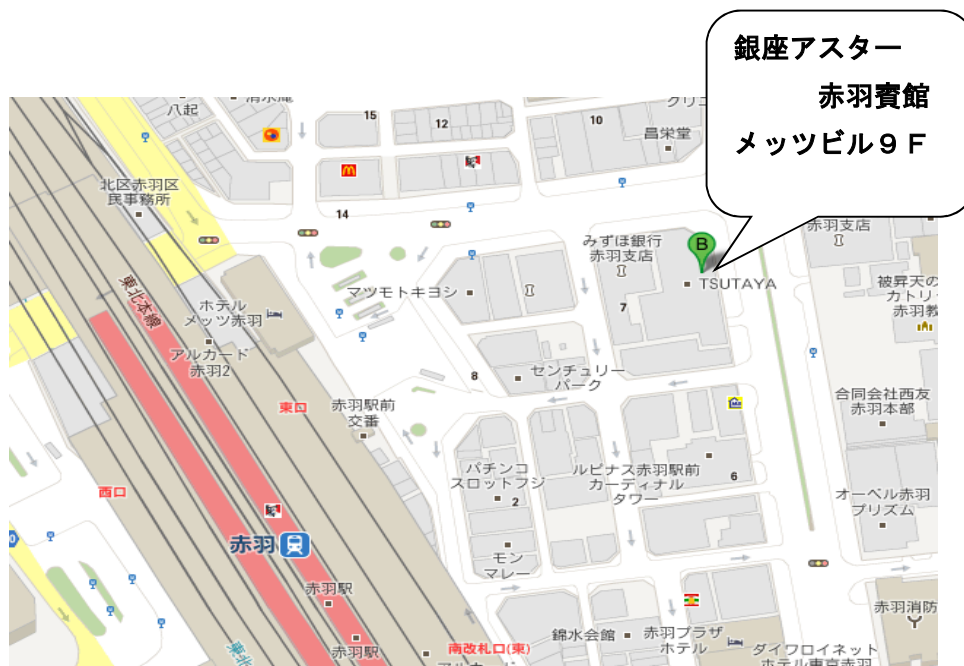 銀座アスター
赤羽賓館
メッツビル９Ｆ
八起
15
12
10
昌栄堂
北区赤羽区
民事務所
14
みずほ銀行
赤羽支店
赤羽支店
B
TSUTAYA
東北本線
ホテル
メッツ赤羽
マツモトキヨシ
7
被昇天の
カトリッ
赤羽教
アルカード
赤羽2
8
センチュリー
パーク
東口
赤羽駅前
交番
合同会社西友
赤羽本部
パチンコ
スロットフジ
2
ルピナス赤羽駅前
カーディナル
タワー
6
西口
オーベル赤羽
プリズム
赤羽
モン
マレー
赤羽駅
赤羽消防
錦水会館
赤羽プラザ
ホテル
南改札口(東)
赤羽駅
ダイワロイネット
ホテル東京赤羽